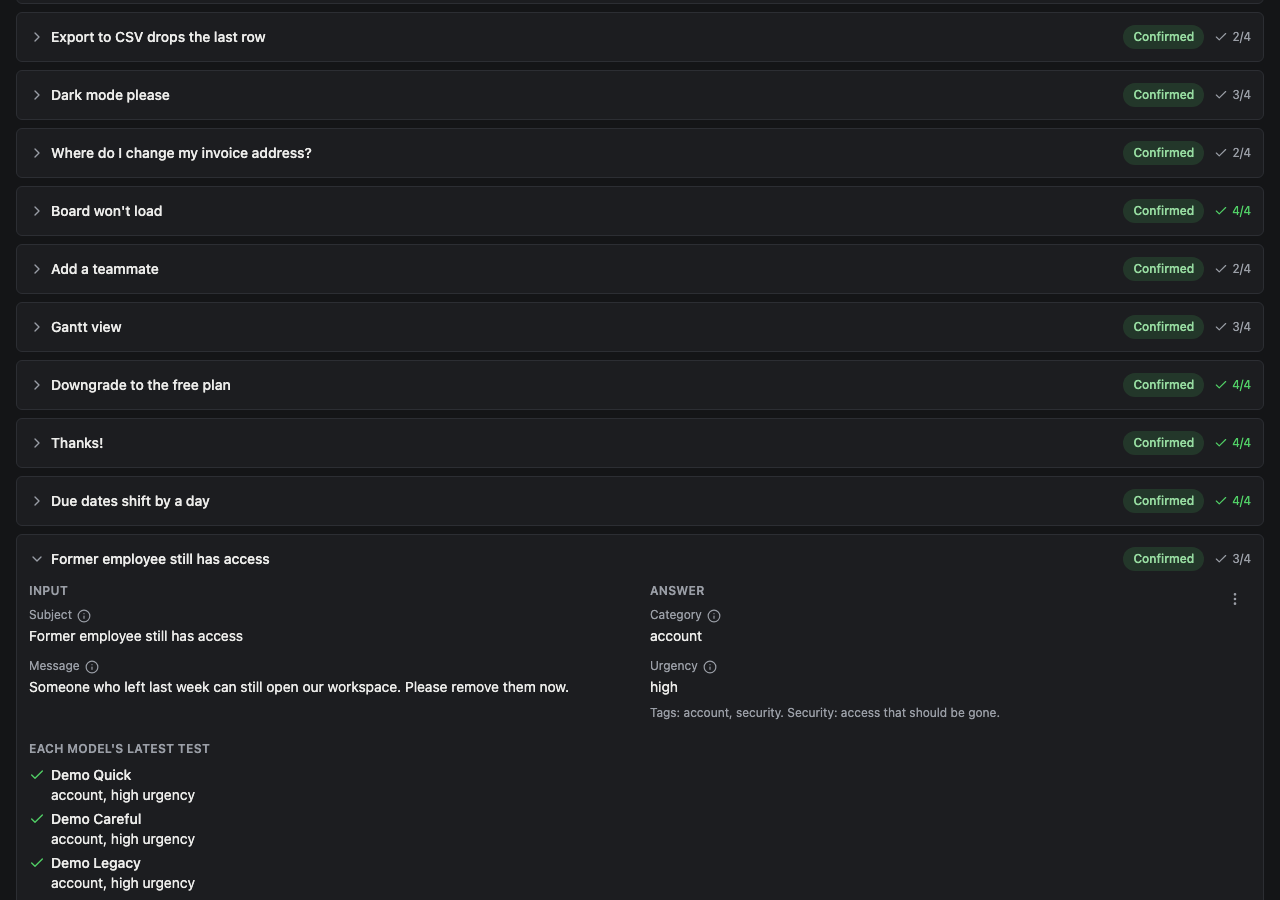 Export to CSV drops the last row Confirmed 2/4
Dark mode please Confirmed 3/4
Where do I change my invoice address? Confirmed 2/4
Board won't load Confirmed 4/4
Add a teammate Confirmed 2/4
Gantt view Confirmed 3/4
Downgrade to the free plan Confirmed 4/4
Thanks! Confirmed 4/4
Due dates shift by a day Confirmed 4/4
Former employee still has access Confirmed 3/4
INPUT
Subject
Former employee still has access
Message
Someone who left last week can still open our workspace. Please remove them now.
ANSWER
Category
account
Urgency
high
Tags: account, security. Security: access that should be gone.
EACH MODEL'S LATEST TEST
Demo Quick
account, high urgency
Demo Careful
account, high urgency
Demo Legacy
account, high urgency